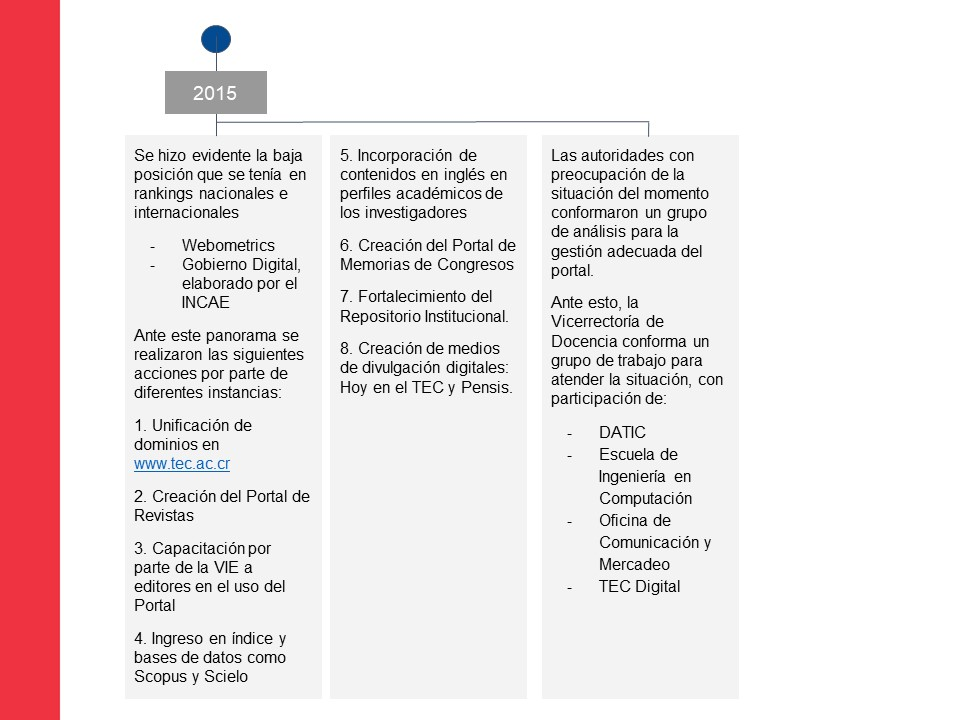 2015
Se hizo evidente la baja
posición que se tenía en
rankings nacionales e
internacionales
- Webometrics
- Gobierno Digital,
elaborado por el
INCAE
Ante este panorama se
realizaron las siguientes
acciones por parte de
diferentes instancias:
1. Unificación de
dominios en
www.tec.ac.cr
2. Creación del Portal de
Revistas
3. Capacitación por
parte de la VIE a
editores en el uso del
Portal
4. Ingreso en índice y
bases de datos como
Scopus y Scielo
5. Incorporación de
contenidos en inglés en
perfiles académicos de
los investigadores
6. Creación del Portal de
Memorias de Congresos
7. Fortalecimiento del
Repositorio Institucional.
8. Creación de medios
de divulgación digitales:
Hoy en el TEC y Pensis.
Las autoridades con
preocupación de la
situación del momento
conformaron un grupo
de análisis para la
gestión adecuada del
portal.
Ante esto, la
Vicerrectoría de
Docencia conforma un
grupo de trabajo para
atender la situación, con
participación de:
- DATIC
- Escuela de
Ingeniería en
Computación
- Oficina de
Comunicación y
Mercadeo
- TEC Digital